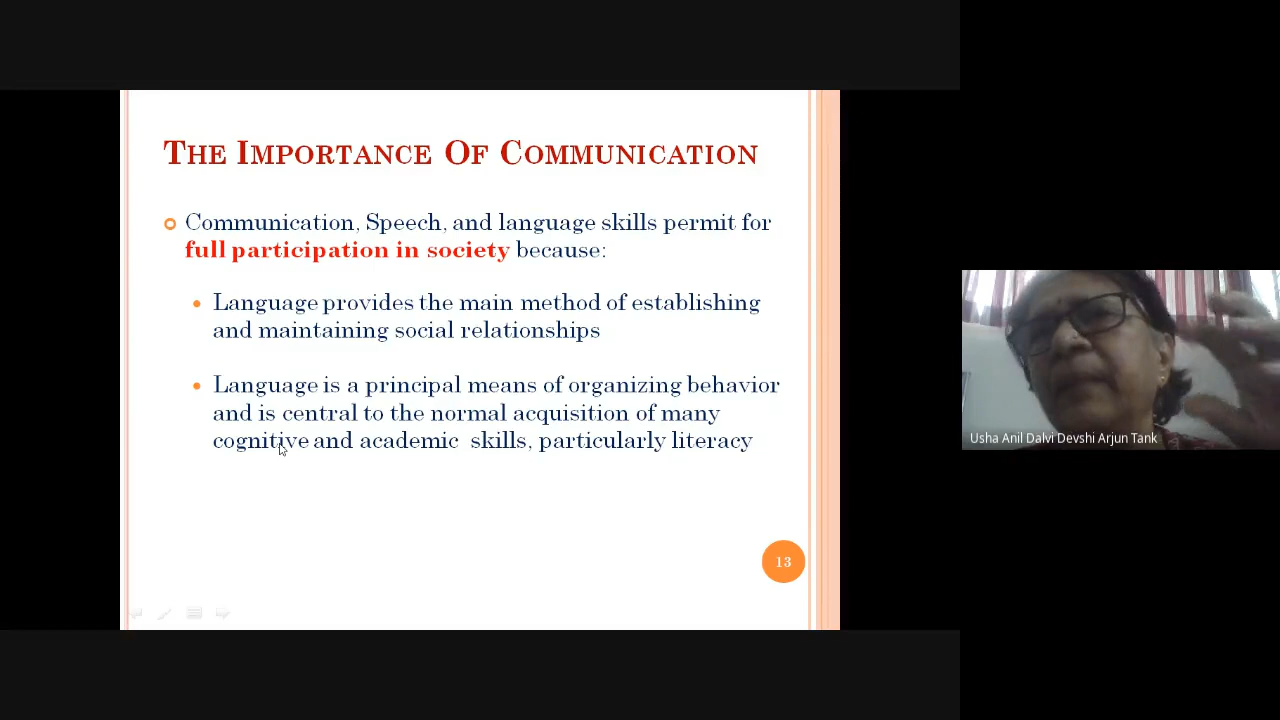 The Importance Of Communication
Communication, Speech, and language skills permit for
full participation in society because:
Language provides the main method of establishing
and maintaining social relationships
Language is a principal means of organizing behavior
and is central to the normal acquisition of many
cognitive and academic skills, particularly literacy
13
Usha Anil Dalvi Devshi Arjun Tank